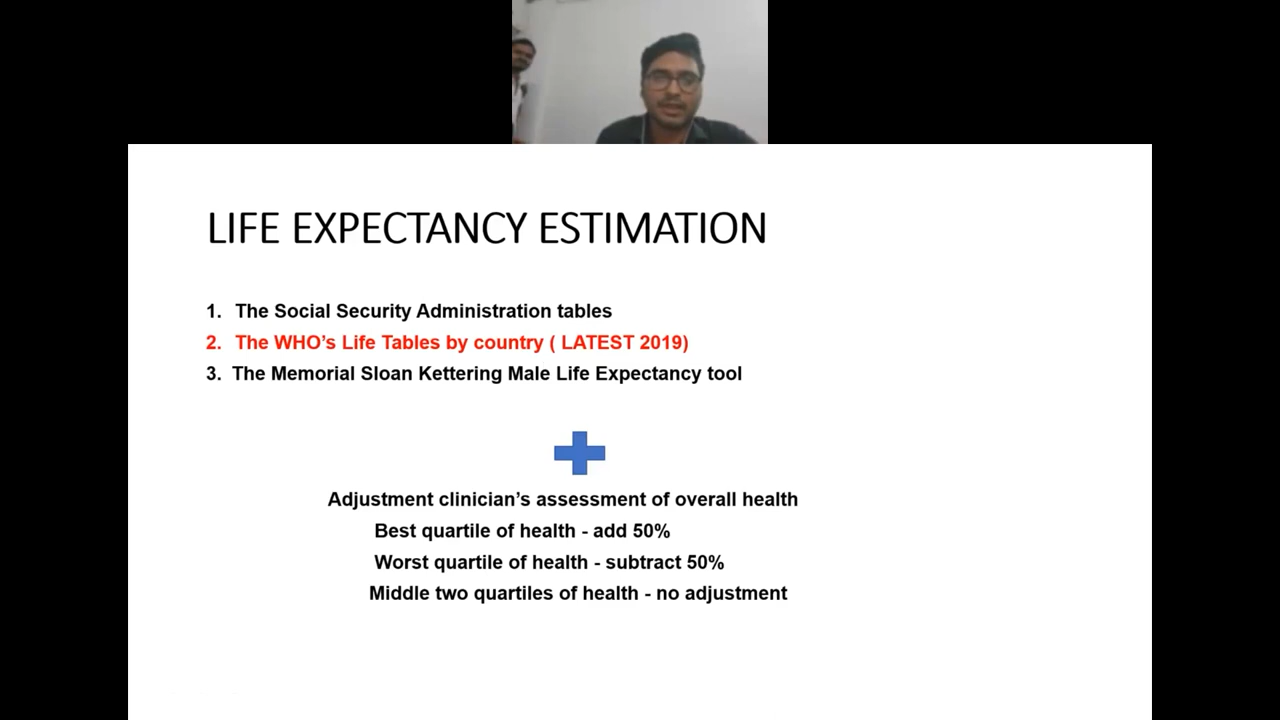 LIFE EXPECTANCY ESTIMATION
1. The Social Security Administration tables
2. The WHO’s Life Tables by country ( LATEST 2019)
3. The Memorial Sloan Kettering Male Life Expectancy tool
Adjustment clinician’s assessment of overall health
Best quartile of health - add 50%
Worst quartile of health - subtract 50%
Middle two quartiles of health - no adjustment